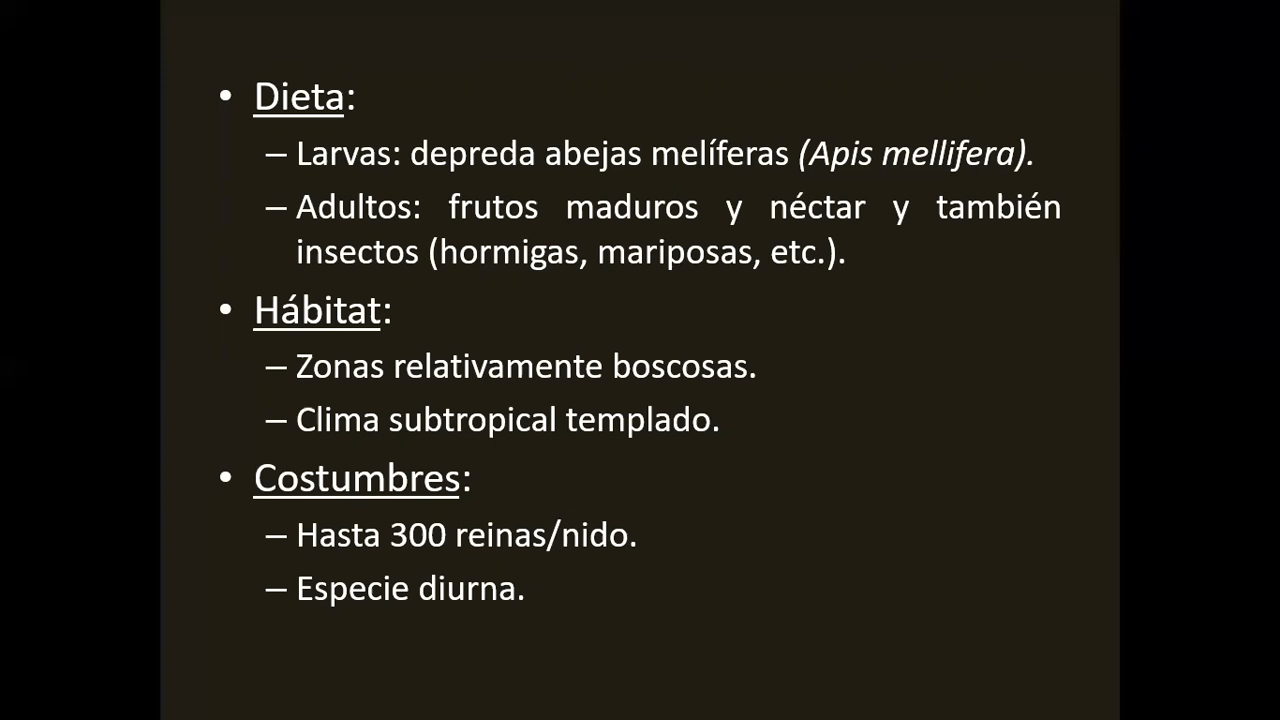 • Dieta:
– Larvas: depreda abejas melíferas (Apis mellifera).
– Adultos: frutos maduros y néctar y también
insectos (hormigas, mariposas, etc.).
• Hábitat:
– Zonas relativamente boscosas.
– Clima subtropical templado.
• Costumbres:
– Hasta 300 reinas/nido.
– Especie diurna.